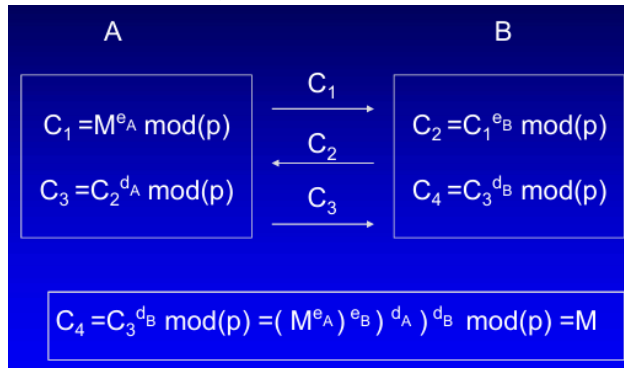 A B
C₁
C₁ =M^eA mod(p) C₂ =C₁^eB mod(p)
C₂
C₃ =C₂^dA mod(p) C₄ =C₃^dB mod(p)
C₃
C₄ =C₃^dB mod(p) =( M^eA) ^eB) ^dA ) ^dB mod(p) =M